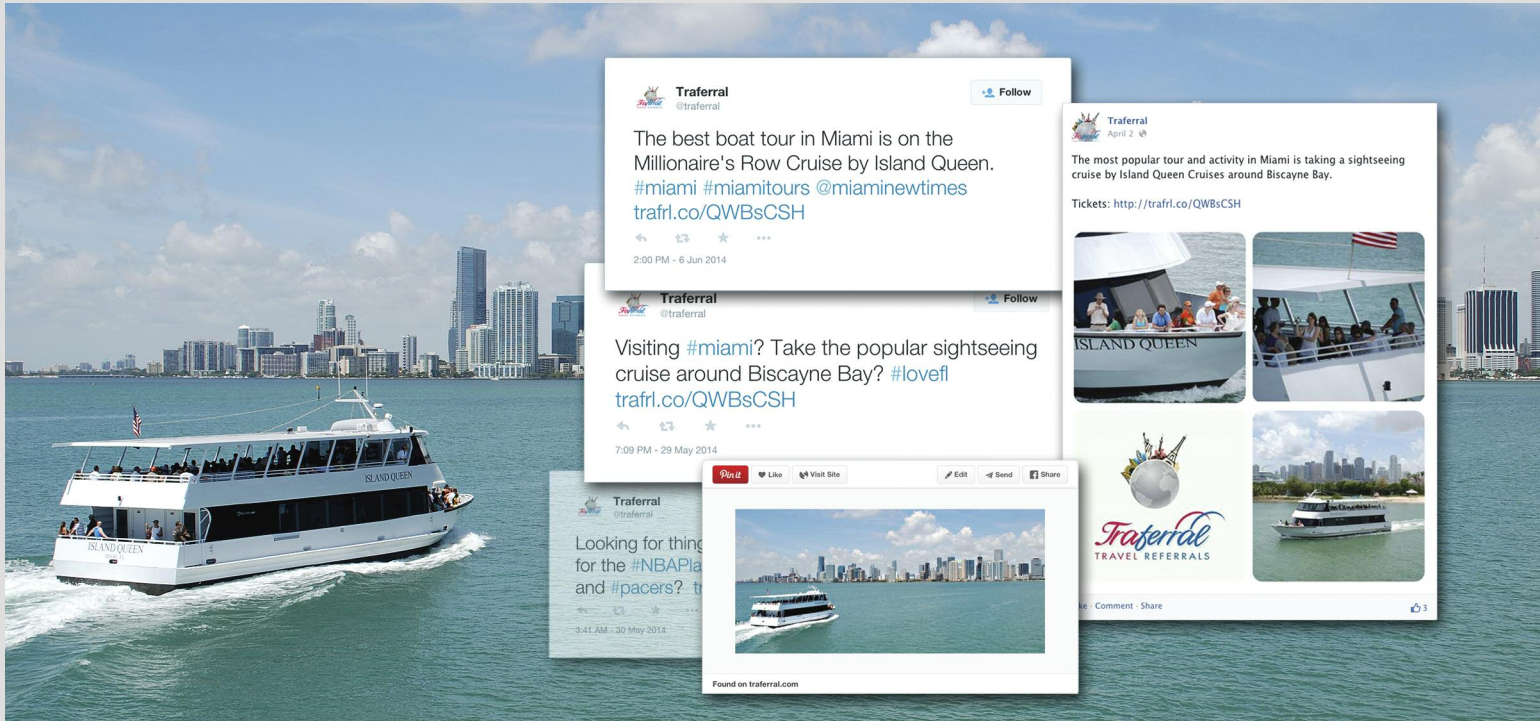 Traferral
@traferral
Follow
The best boat tour in Miami is on the
Millionaire's Row Cruise by Island Queen.
#miami #miamitours @miaminewtimes
trafrl.co/QWBsCSH
2:00 PM - 6 Jun 2014
Traferral
@traferral
Follow
Visiting #miami? Take the popular sightseeing
cruise around Biscayne Bay? #lovefl
trafrl.co/QWBsCSH
7:09 PM - 29 May 2014
Traferral
@traferral
Looking for thing
for the #NBAPla
and #pacers?
3:41 AM - 30 May 2014
Pin it
Like
Visit Site
Edit
Send
Share
Found on traferral.com
Traferral
April 2
The most popular tour and activity in Miami is taking a sightseeing
cruise by Island Queen Cruises around Biscayne Bay.
Tickets: http://trafrl.co/QWBsCSH
ISLAND QUEEN
Traferral
TRAVEL REFERRALS
ke · Comment · Share
3
ISLAND QUEEN
ISLAND QUEEN